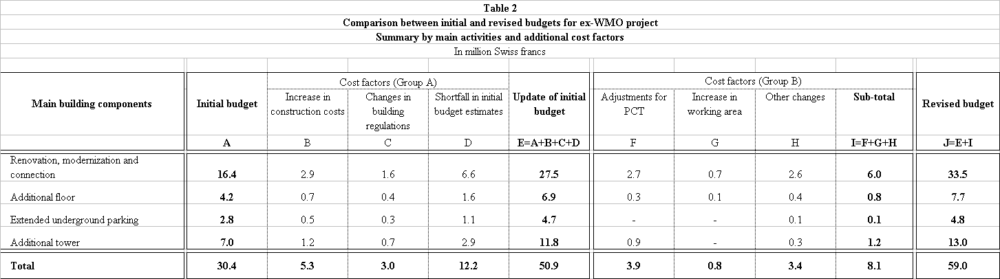 Table 2
Comparison between initial and revised budgets for ex-WMO project
Summary by main activities and additional cost factors
In million Swiss francs
Main building components
Initial budget
Cost factors (Group A)
Increase in construction costs
Changes in building regulations
Shortfall in initial budget estimates
Update of initial budget
Cost factors (Group B)
Adjustments for PCT
Increase in working area
Other changes
Sub-total
Revised budget
A B C D E=A+B+C+D F G H I=F+G+H J=E+I
Renovation, modernization and
connection 16.4 2.9 1.6 6.6 27.5 2.7 0.7 2.6 6.0 33.5
Additional floor 4.2 0.7 0.4 1.6 6.9 0.3 0.1 0.4 0.8 7.7
Extended underground parking 2.8 0.5 0.3 1.1 4.7 - - 0.1 0.1 4.8
Additional tower 7.0 1.2 0.7 2.9 11.8 0.9 - 0.3 1.2 13.0
Total 30.4 5.3 3.0 12.2 50.9 3.9 0.8 3.4 8.1 59.0